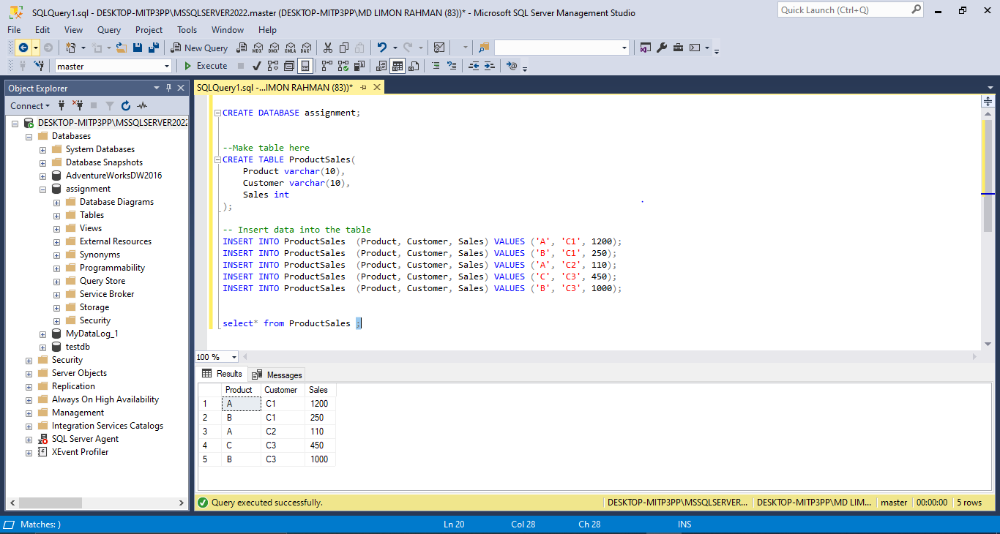 SQLQuery1.sql - DESKTOP-MITP3PP\MSSQLSERVER2022.master (DESKTOP-MITP3PP\MD LIMON RAHMAN (83))* - Microsoft SQL Server Management Studio
Quick Launch (Ctrl+Q)
File Edit View Query Project Tools Window Help
New Query MDX DMX XMLA DAX
master Execute
Object Explorer
Connect
DESKTOP-MITP3PP\MSSQLSERVER2022
Databases
System Databases
Database Snapshots
AdventureWorksDW2016
assignment
Database Diagrams
Tables
Views
External Resources
Synonyms
Programmability
Query Store
Service Broker
Storage
Security
MyDataLog_1
testdb
Security
Server Objects
Replication
Always On High Availability
Management
Integration Services Catalogs
SQL Server Agent
XEvent Profiler
SQLQuery1.sql -...IMON RAHMAN (83))*
CREATE DATABASE assignment;
--Make table here
CREATE TABLE ProductSales(
Product varchar(10),
Customer varchar(10),
Sales int
);
-- Insert data into the table
INSERT INTO ProductSales  (Product, Customer, Sales) VALUES ('A', 'C1', 1200);
INSERT INTO ProductSales  (Product, Customer, Sales) VALUES ('B', 'C1', 250);
INSERT INTO ProductSales  (Product, Customer, Sales) VALUES ('A', 'C2', 110);
INSERT INTO ProductSales  (Product, Customer, Sales) VALUES ('C', 'C3', 450);
INSERT INTO ProductSales  (Product, Customer, Sales) VALUES ('B', 'C3', 1000);
select* from ProductSales ;
100 %
Results Messages
Product Customer Sales
1 A C1 1200
2 B C1 250
3 A C2 110
4 C C3 450
5 B C3 1000
Query executed successfully. DESKTOP-MITP3PP\MSSQLSERVER... DESKTOP-MITP3PP\MD LIM... master 00:00:00 5 rows
Matches: ) Ln 20 Col 28 Ch 28 INS